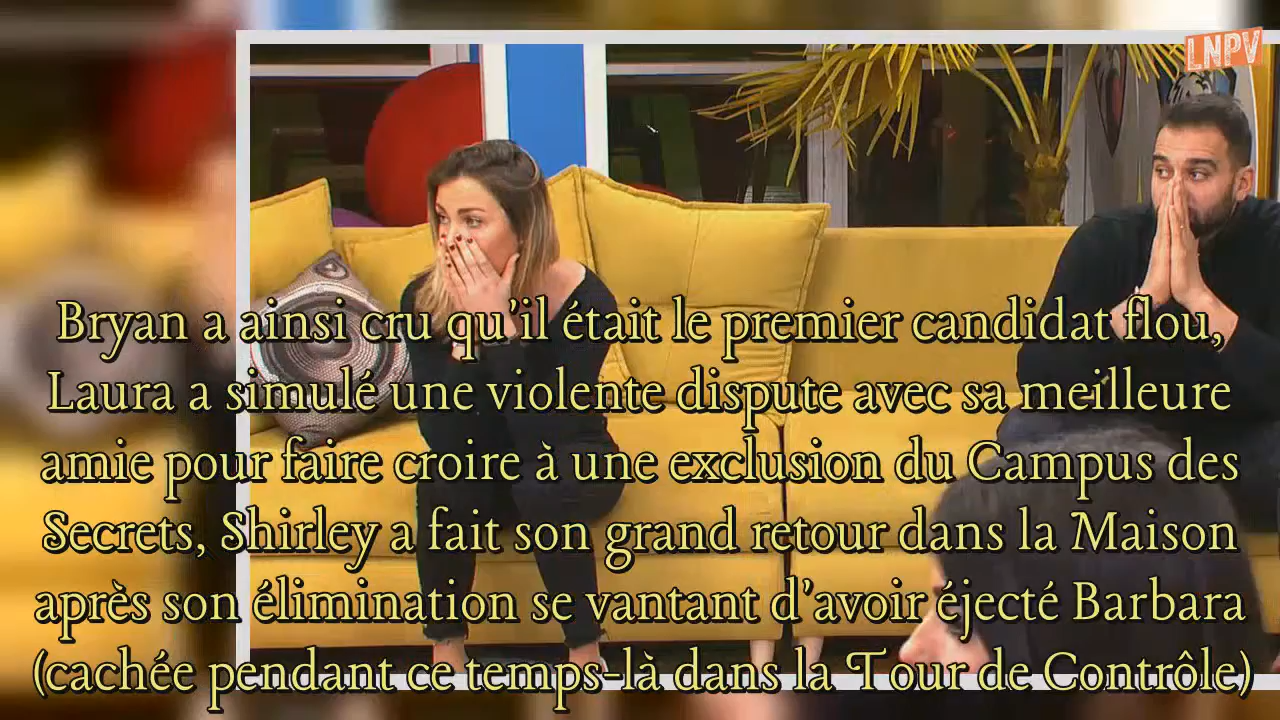 LNPV
Bryan a ainsi cru qu'il était le premier candidat flou,
Laura a simulé une violente dispute avec sa meilleure
amie pour faire croire à une exclusion du Campus des
Secrets, Shirley a fait son grand retour dans la Maison
après son élimination se vantant d'avoir éjecté Barbara
(cachée pendant ce temps-là dans la Tour de Contrôle)